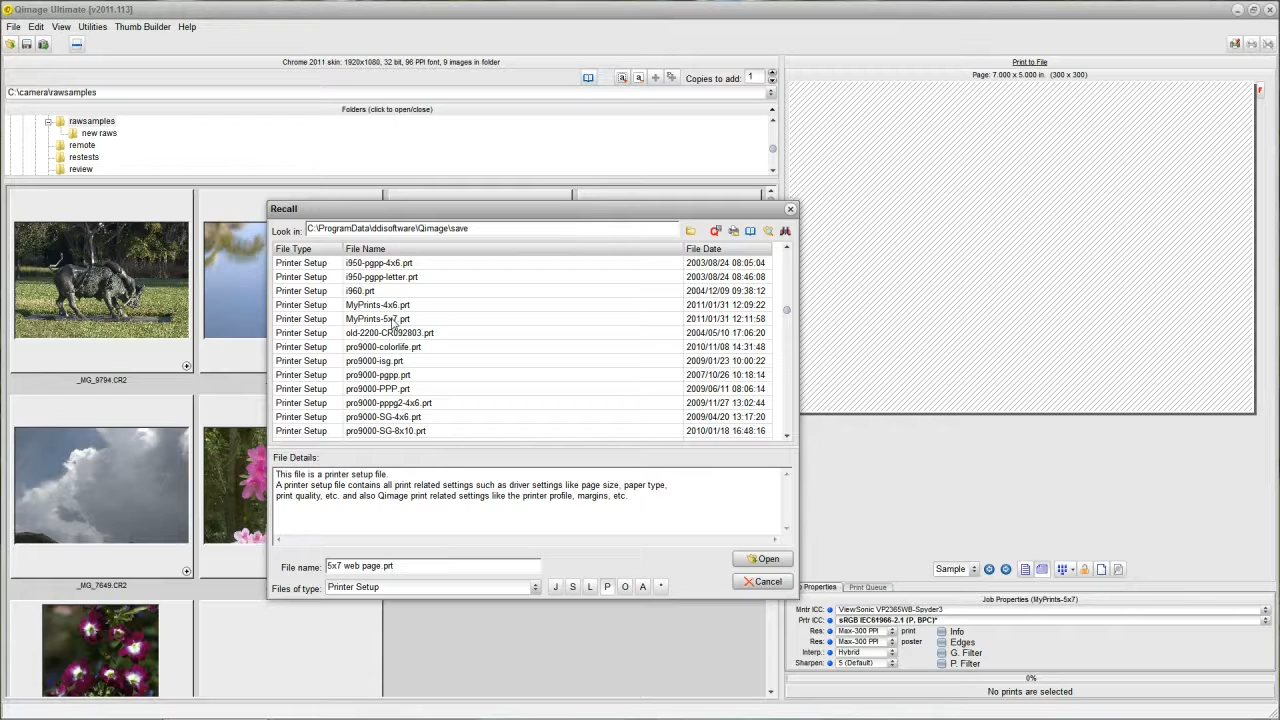 Qimage Ultimate [v2011.113]
File Edit View Utilities Thumb Builder Help
Chrome 2011 skin: 1920x1080, 32 bit, 96 PPI font, 9 images in folder
Copies to add: 1
C:\camera\rawsamples
Folders (click to open/close)
rawsamples
new raws
remote
restests
review
Print to File
Page: 7.000 x 5.000 in. (300 x 300)
_MG_9794.CR2
_MG_7649.CR2
Recall
Look in: C:\ProgramData\ddisoftware\Qimage\save
File Type File Name File Date
Printer Setup i950-pgpp-4x6.prt 2003/08/24 08:05:04
Printer Setup i950-pgpp-letter.prt 2003/08/24 08:46:08
Printer Setup i960.prt 2004/12/09 09:38:12
Printer Setup MyPrints-4x6.prt 2011/01/31 12:09:22
Printer Setup MyPrints-5x7.prt 2011/01/31 12:11:58
Printer Setup old-2200-CR092803.prt 2004/05/10 17:06:20
Printer Setup pro9000-colorlife.prt 2010/11/08 14:31:48
Printer Setup pro9000-isg.prt 2009/01/23 10:00:22
Printer Setup pro9000-pgpp.prt 2007/10/26 10:18:14
Printer Setup pro9000-PPP.prt 2009/06/11 08:06:14
Printer Setup pro9000-pppg2-4x6.prt 2009/11/27 13:02:44
Printer Setup pro9000-SG-4x6.prt 2009/04/20 13:17:20
Printer Setup pro9000-SG-8x10.prt 2010/01/18 16:48:16
File Details:
This file is a printer setup file.
A printer setup file contains all print related settings such as driver settings like page size, paper type,
print quality, etc. and also Qimage print related settings like the printer profile, margins, etc.
File name: 5x7 web page.prt
Open
Files of type: Printer Setup
J S L P O A *
Cancel
Sample
Properties Print Queue
Job Properties (MyPrints-5x7)
Mntr ICC: ViewSonic VP2365WB-Spyder3
Prtr ICC: sRGB IEC61966-2.1 (P, BPC)*
Res: Max-300 PPI print Info
Res: Max-300 PPI poster Edges
Interp.: Hybrid G. Filter
Sharpen: 5 (Default) P. Filter
0%
No prints are selected